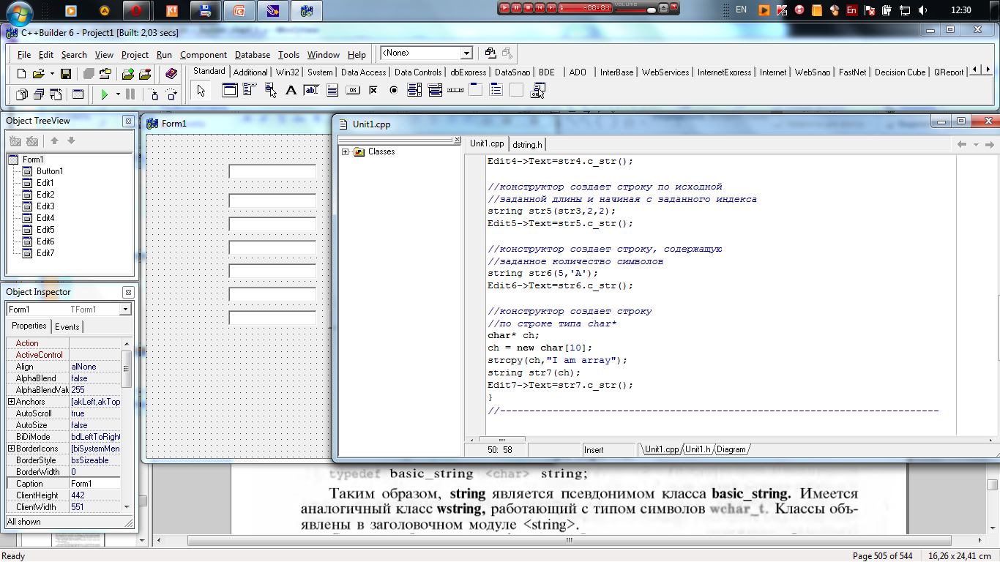 EN
En
12:30
KT
-00:03
VOLUME
C++Builder 6 - Project1 [Built: 2,03 secs]
File Edit Search View Project Run Component Database Tools Window Help
<None>
Standard Additional Win32 System Data Access Data Controls dbExpress DataSnap BDE ADO InterBase WebServices InternetExpress Internet WebSnap FastNet Decision Cube QReport
Object TreeView
Form1
Button1
Edit1
Edit2
Edit3
Edit4
Edit5
Edit6
Edit7
Object Inspector
Form1 TForm1
Properties Events
Action
ActiveControl
Align alNone
AlphaBlend false
AlphaBlendValu 255
Anchors [akLeft,akTop
AutoScroll true
AutoSize false
BiDiMode bdLeftToRight
BorderIcons [biSystemMen
BorderStyle bsSizeable
BorderWidth 0
Caption Form1
ClientHeight 442
ClientWidth 551
All shown
Form1
Unit1.cpp
Classes
Unit1.cpp dstring.h
Edit4->Text=str4.c_str();
//конструктор создает строку по исходной
//заданной длины и начиная с заданного индекса
string str5(str3,2,2);
Edit5->Text=str5.c_str();
//конструктор создает строку, содержащую
//заданное количество символов
string str6(5,'A');
Edit6->Text=str6.c_str();
//конструктор создает строку
//по строке типа char*
char* ch;
ch = new char[10];
strcpy(ch,"I am array");
string str7(ch);
Edit7->Text=str7.c_str();
}
//---------------------------------------------------------------------------
50: 58 Insert Unit1.cpp Unit1.h Diagram
typedef basic_string <char> string;
Таким образом, string является псевдонимом класса basic_string. Имеется
аналогичный класс wstring, работающий с типом символов wchar_t. Классы объ-
явлены в заголовочном модуле <string>.
Ready Page 505 of 544 16,26 x 24,41 cm